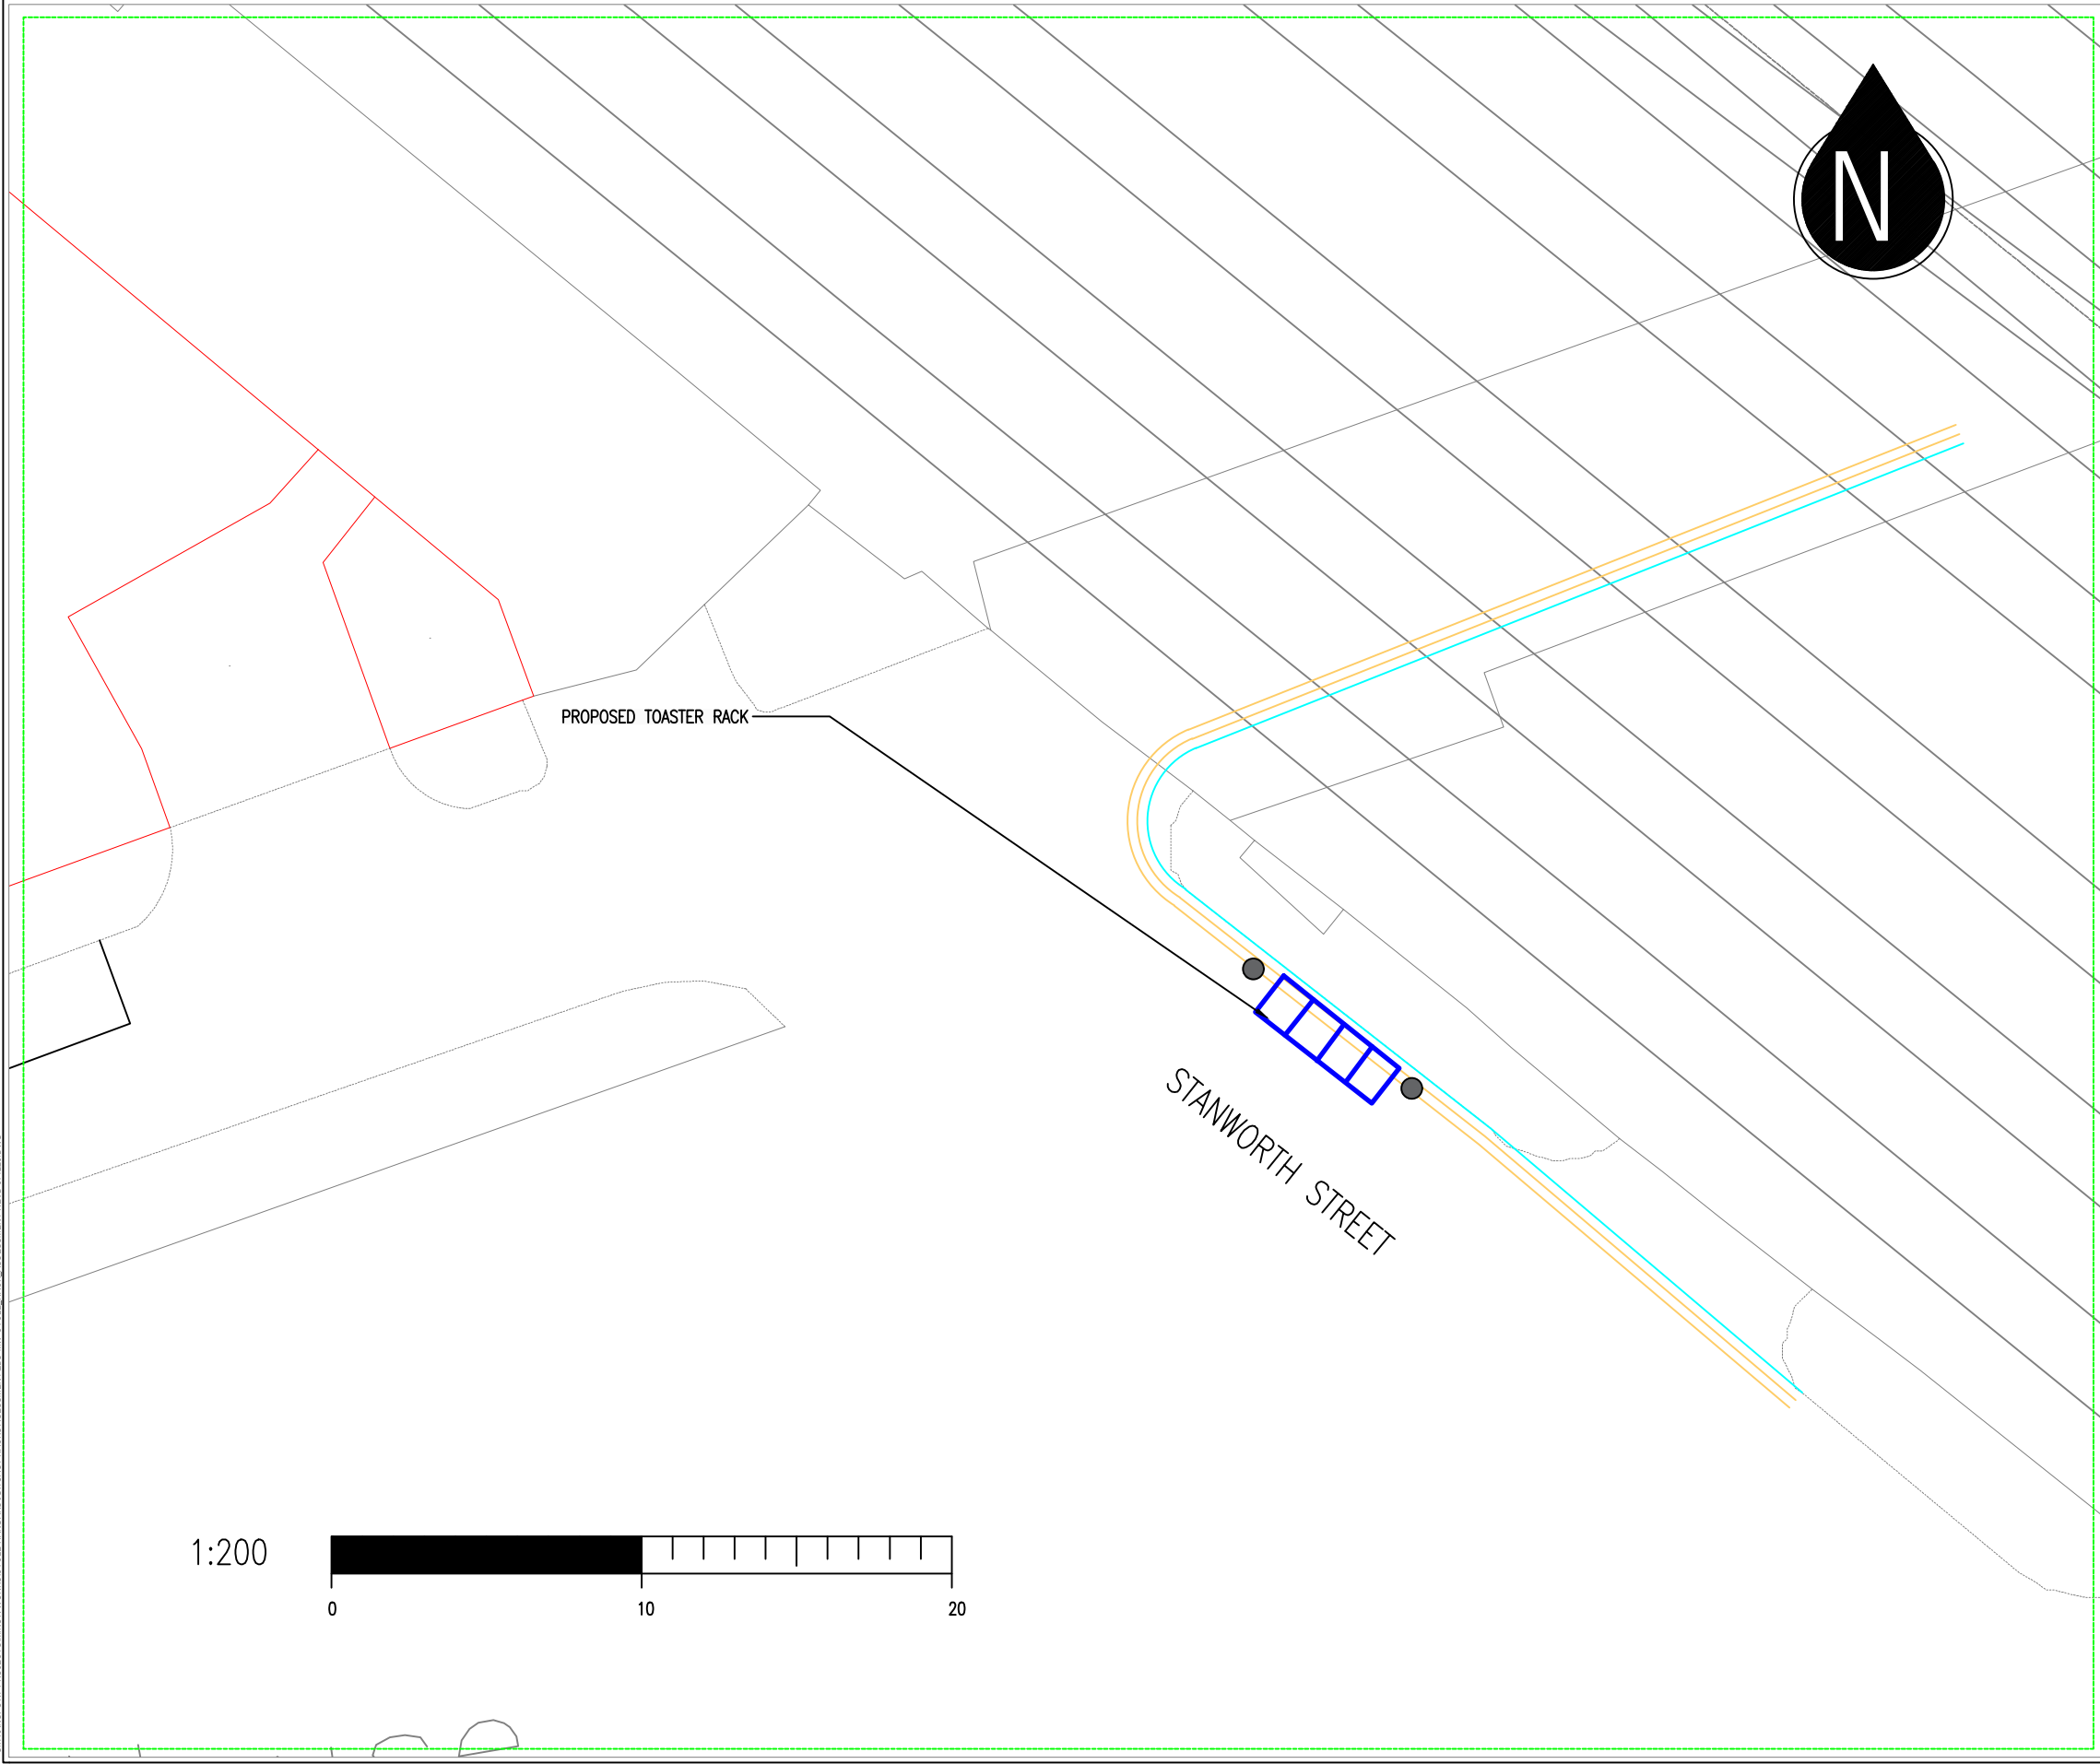 N
PROPOSED TOASTER RACK
STANWORTH STREET
1:200
0 10 20